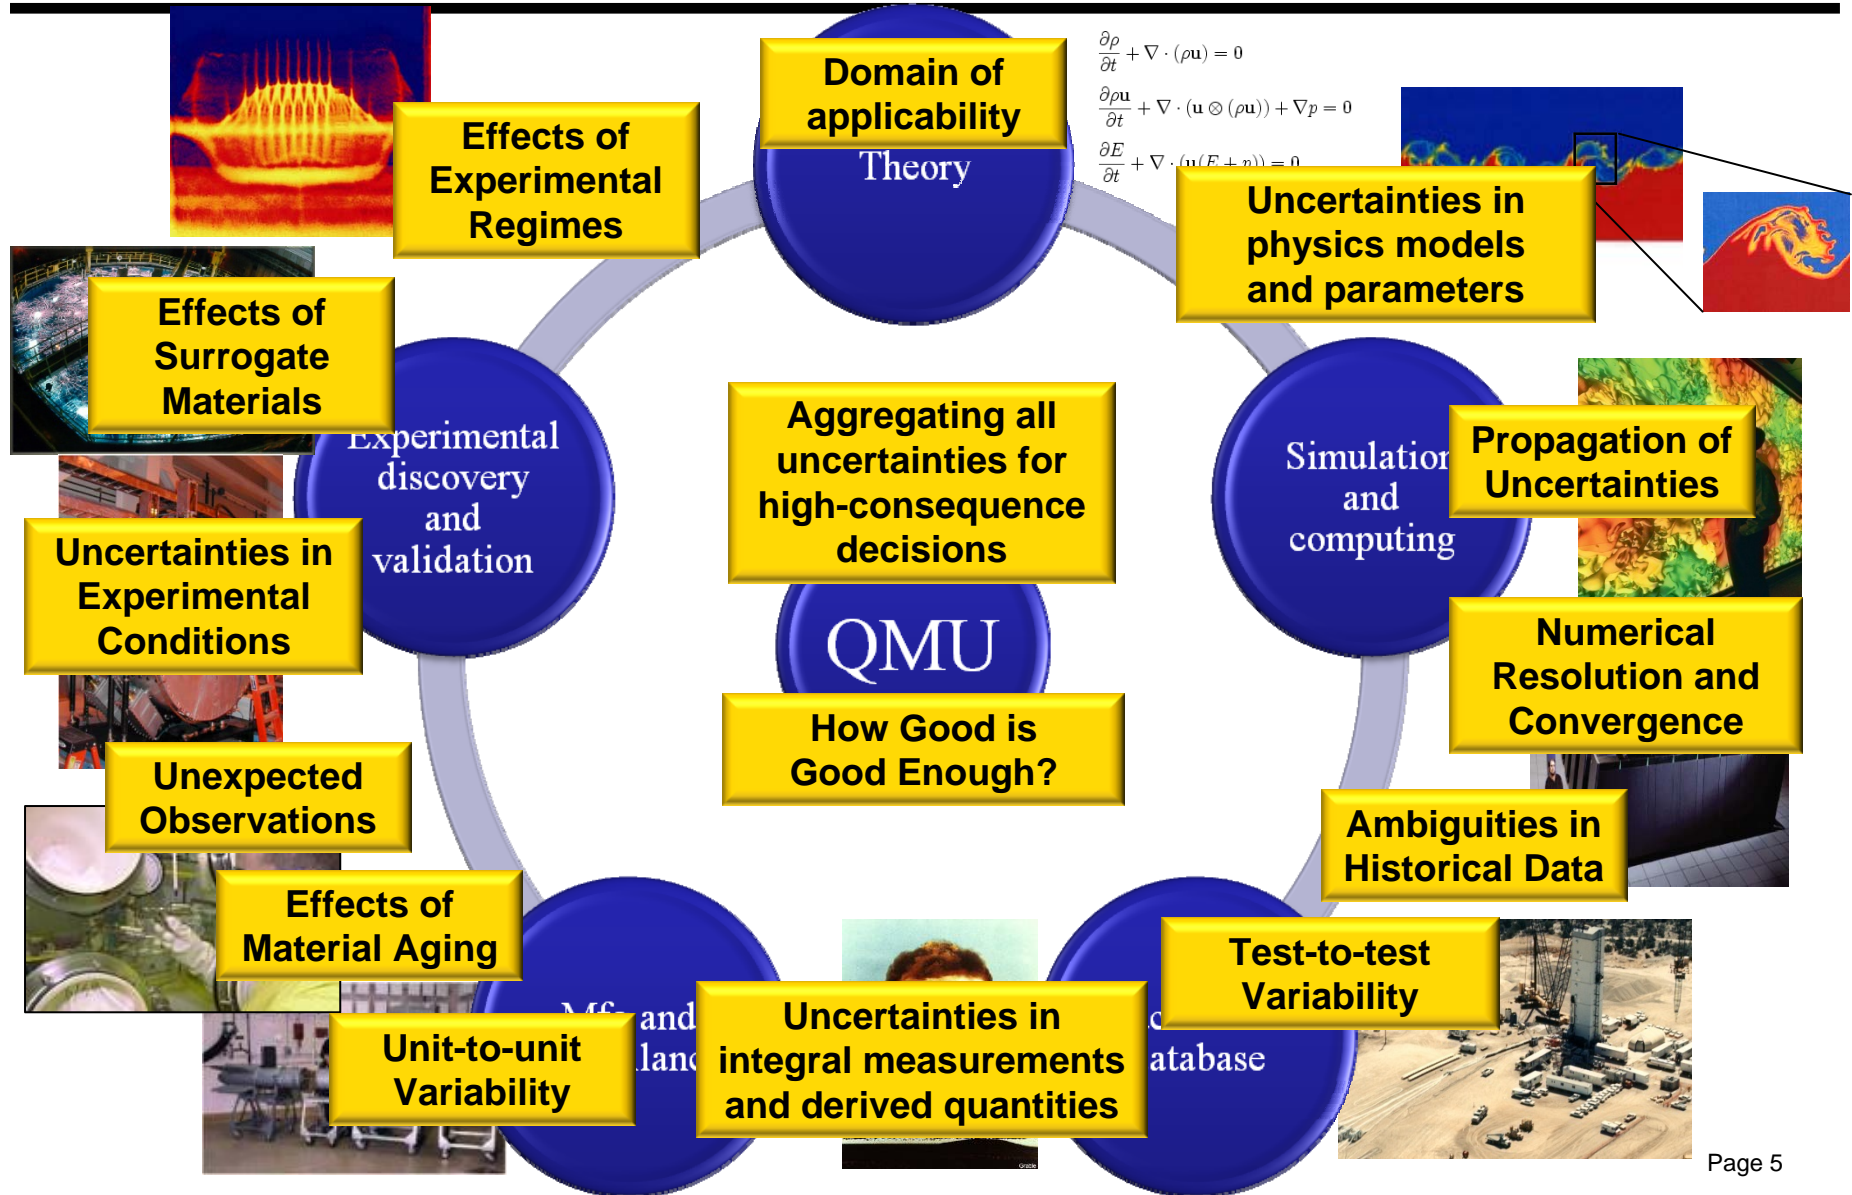 Domain of
applicability
Theory
∂ρ/∂t + ∇ · (ρu) = 0
∂ρu/∂t + ∇ · (u ⊗ (ρu)) + ∇p = 0
∂E/∂t + ∇ · (u(E + p)) = 0
Effects of
Experimental
Regimes
Uncertainties in
physics models
and parameters
Effects of
Surrogate
Materials
Experimental
discovery
and
validation
Aggregating all
uncertainties for
high-consequence
decisions
Simulation
and
computing
Propagation of
Uncertainties
Uncertainties in
Experimental
Conditions
QMU
Numerical
Resolution and
Convergence
How Good is
Good Enough?
Unexpected
Observations
Ambiguities in
Historical Data
Effects of
Material Aging
Test-to-test
Variability
and
Unit-to-unit
Variability
Uncertainties in
integral measurements
and derived quantities
atabase
Page 5